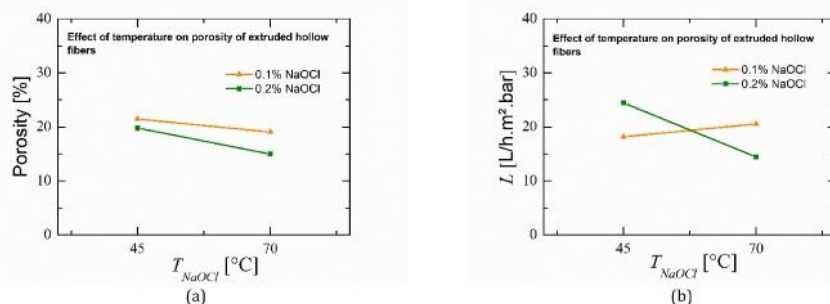 Effect of temperature on porosity of extruded hollow
fibers
0.1% NaOCl
0.2% NaOCl
Porosity [%]
40
30
20
10
0
45
70
T_NaOCl [°C]
(a)
Effect of temperature on porosity of extruded hollow
fibers
0.1% NaOCl
0.2% NaOCl
L [L/h.m².bar]
40
30
20
10
0
45
70
T_NaOCl [°C]
(b)